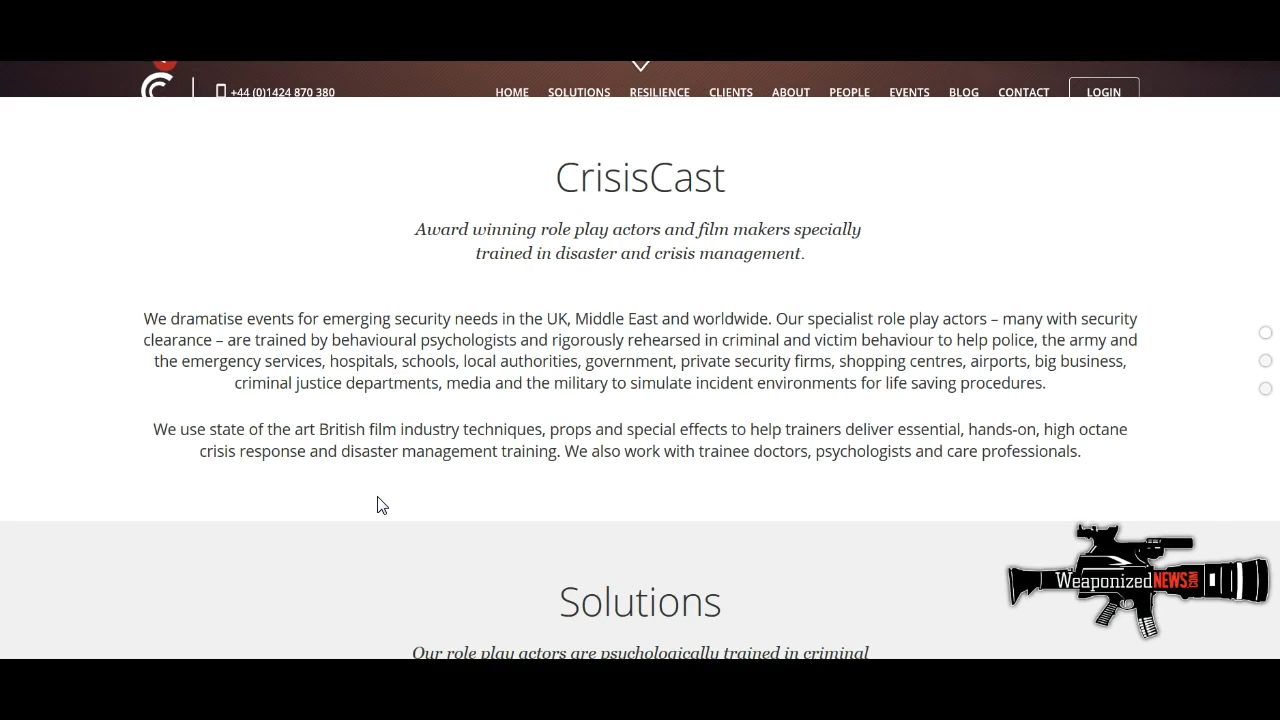 +44 (0)1424 870 380
HOME SOLUTIONS RESILIENCE CLIENTS ABOUT PEOPLE EVENTS BLOG CONTACT LOGIN
CrisisCast
Award winning role play actors and film makers specially
trained in disaster and crisis management.
We dramatise events for emerging security needs in the UK, Middle East and worldwide. Our specialist role play actors – many with security
clearance – are trained by behavioural psychologists and rigorously rehearsed in criminal and victim behaviour to help police, the army and
the emergency services, hospitals, schools, local authorities, government, private security firms, shopping centres, airports, big business,
criminal justice departments, media and the military to simulate incident environments for life saving procedures.
We use state of the art British film industry techniques, props and special effects to help trainers deliver essential, hands-on, high octane
crisis response and disaster management training. We also work with trainee doctors, psychologists and care professionals.
WeaponizedNEWS.COM
Solutions
Our role play actors are psychologically trained in criminal